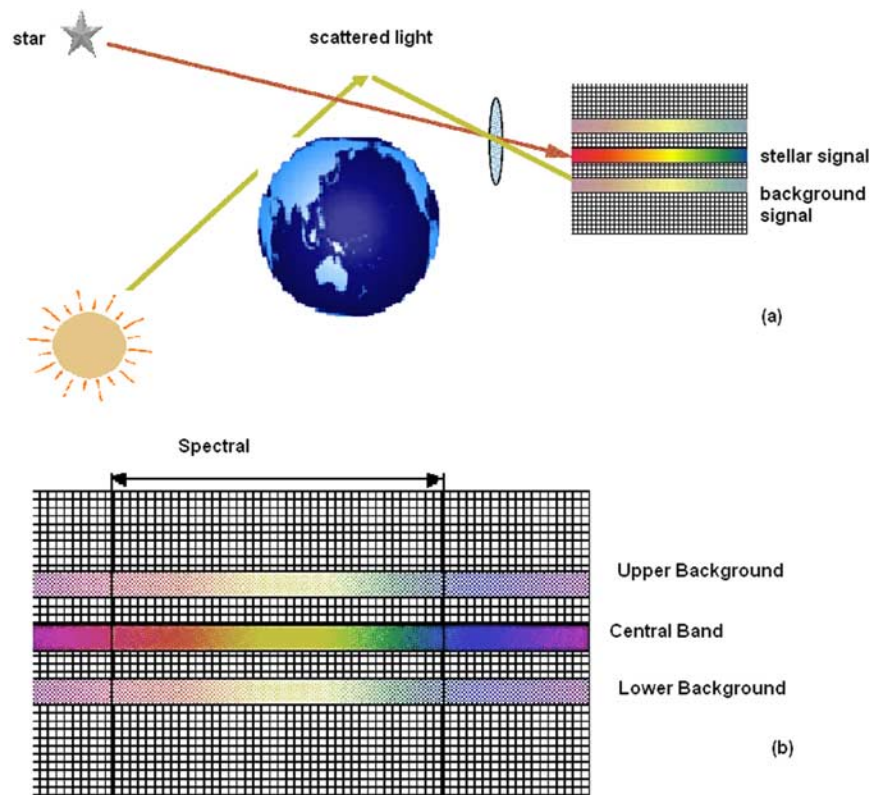 star
scattered light
stellar signal
background
signal
(a)
Spectral
Upper Background
Central Band
Lower Background
(b)